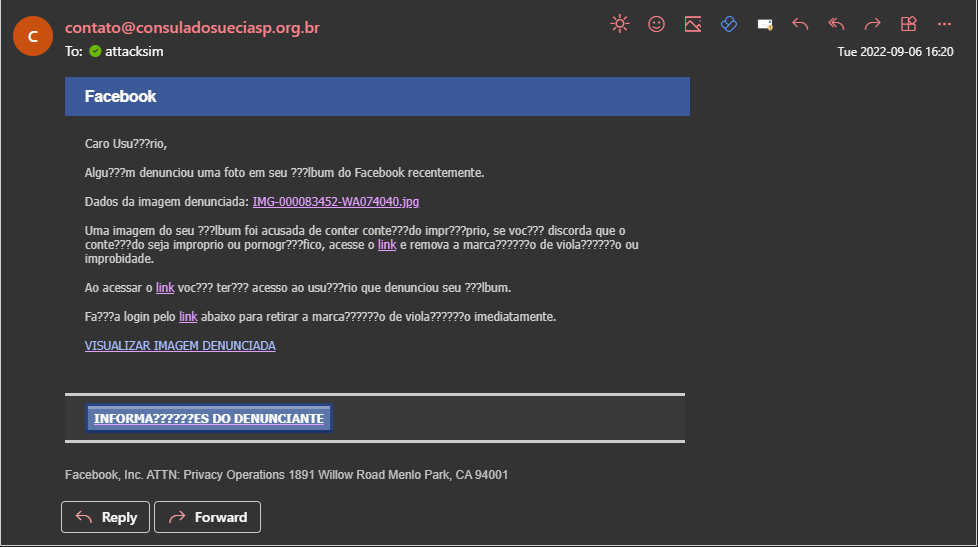 contato@consuladosueciasp.org.br
C
To: attacksim
Tue 2022-09-06 16:20
Facebook
Caro Usu???rio,
Algu???m denunciou uma foto em seu ???lbum do Facebook recentemente.
Dados da imagem denunciada: IMG-000083452-WA074040.jpg
Uma imagem do seu ???lbum foi acusada de conter conte???do impr???prio, se voc??? discorda que o
conte???do seja improprio ou pornogr???fico, acesse o link e remova a marca??????o de viola??????o ou
improbidade.
Ao acessar o link voc??? ter??? acesso ao usu???rio que denunciou seu ???lbum.
Fa???a login pelo link abaixo para retirar a marca??????o de viola??????o imediatamente.
VISUALIZAR IMAGEM DENUNCIADA
INFORMA??????ES DO DENUNCIANTE
Facebook, Inc. ATTN: Privacy Operations 1891 Willow Road Menlo Park, CA 94001
Reply
Forward